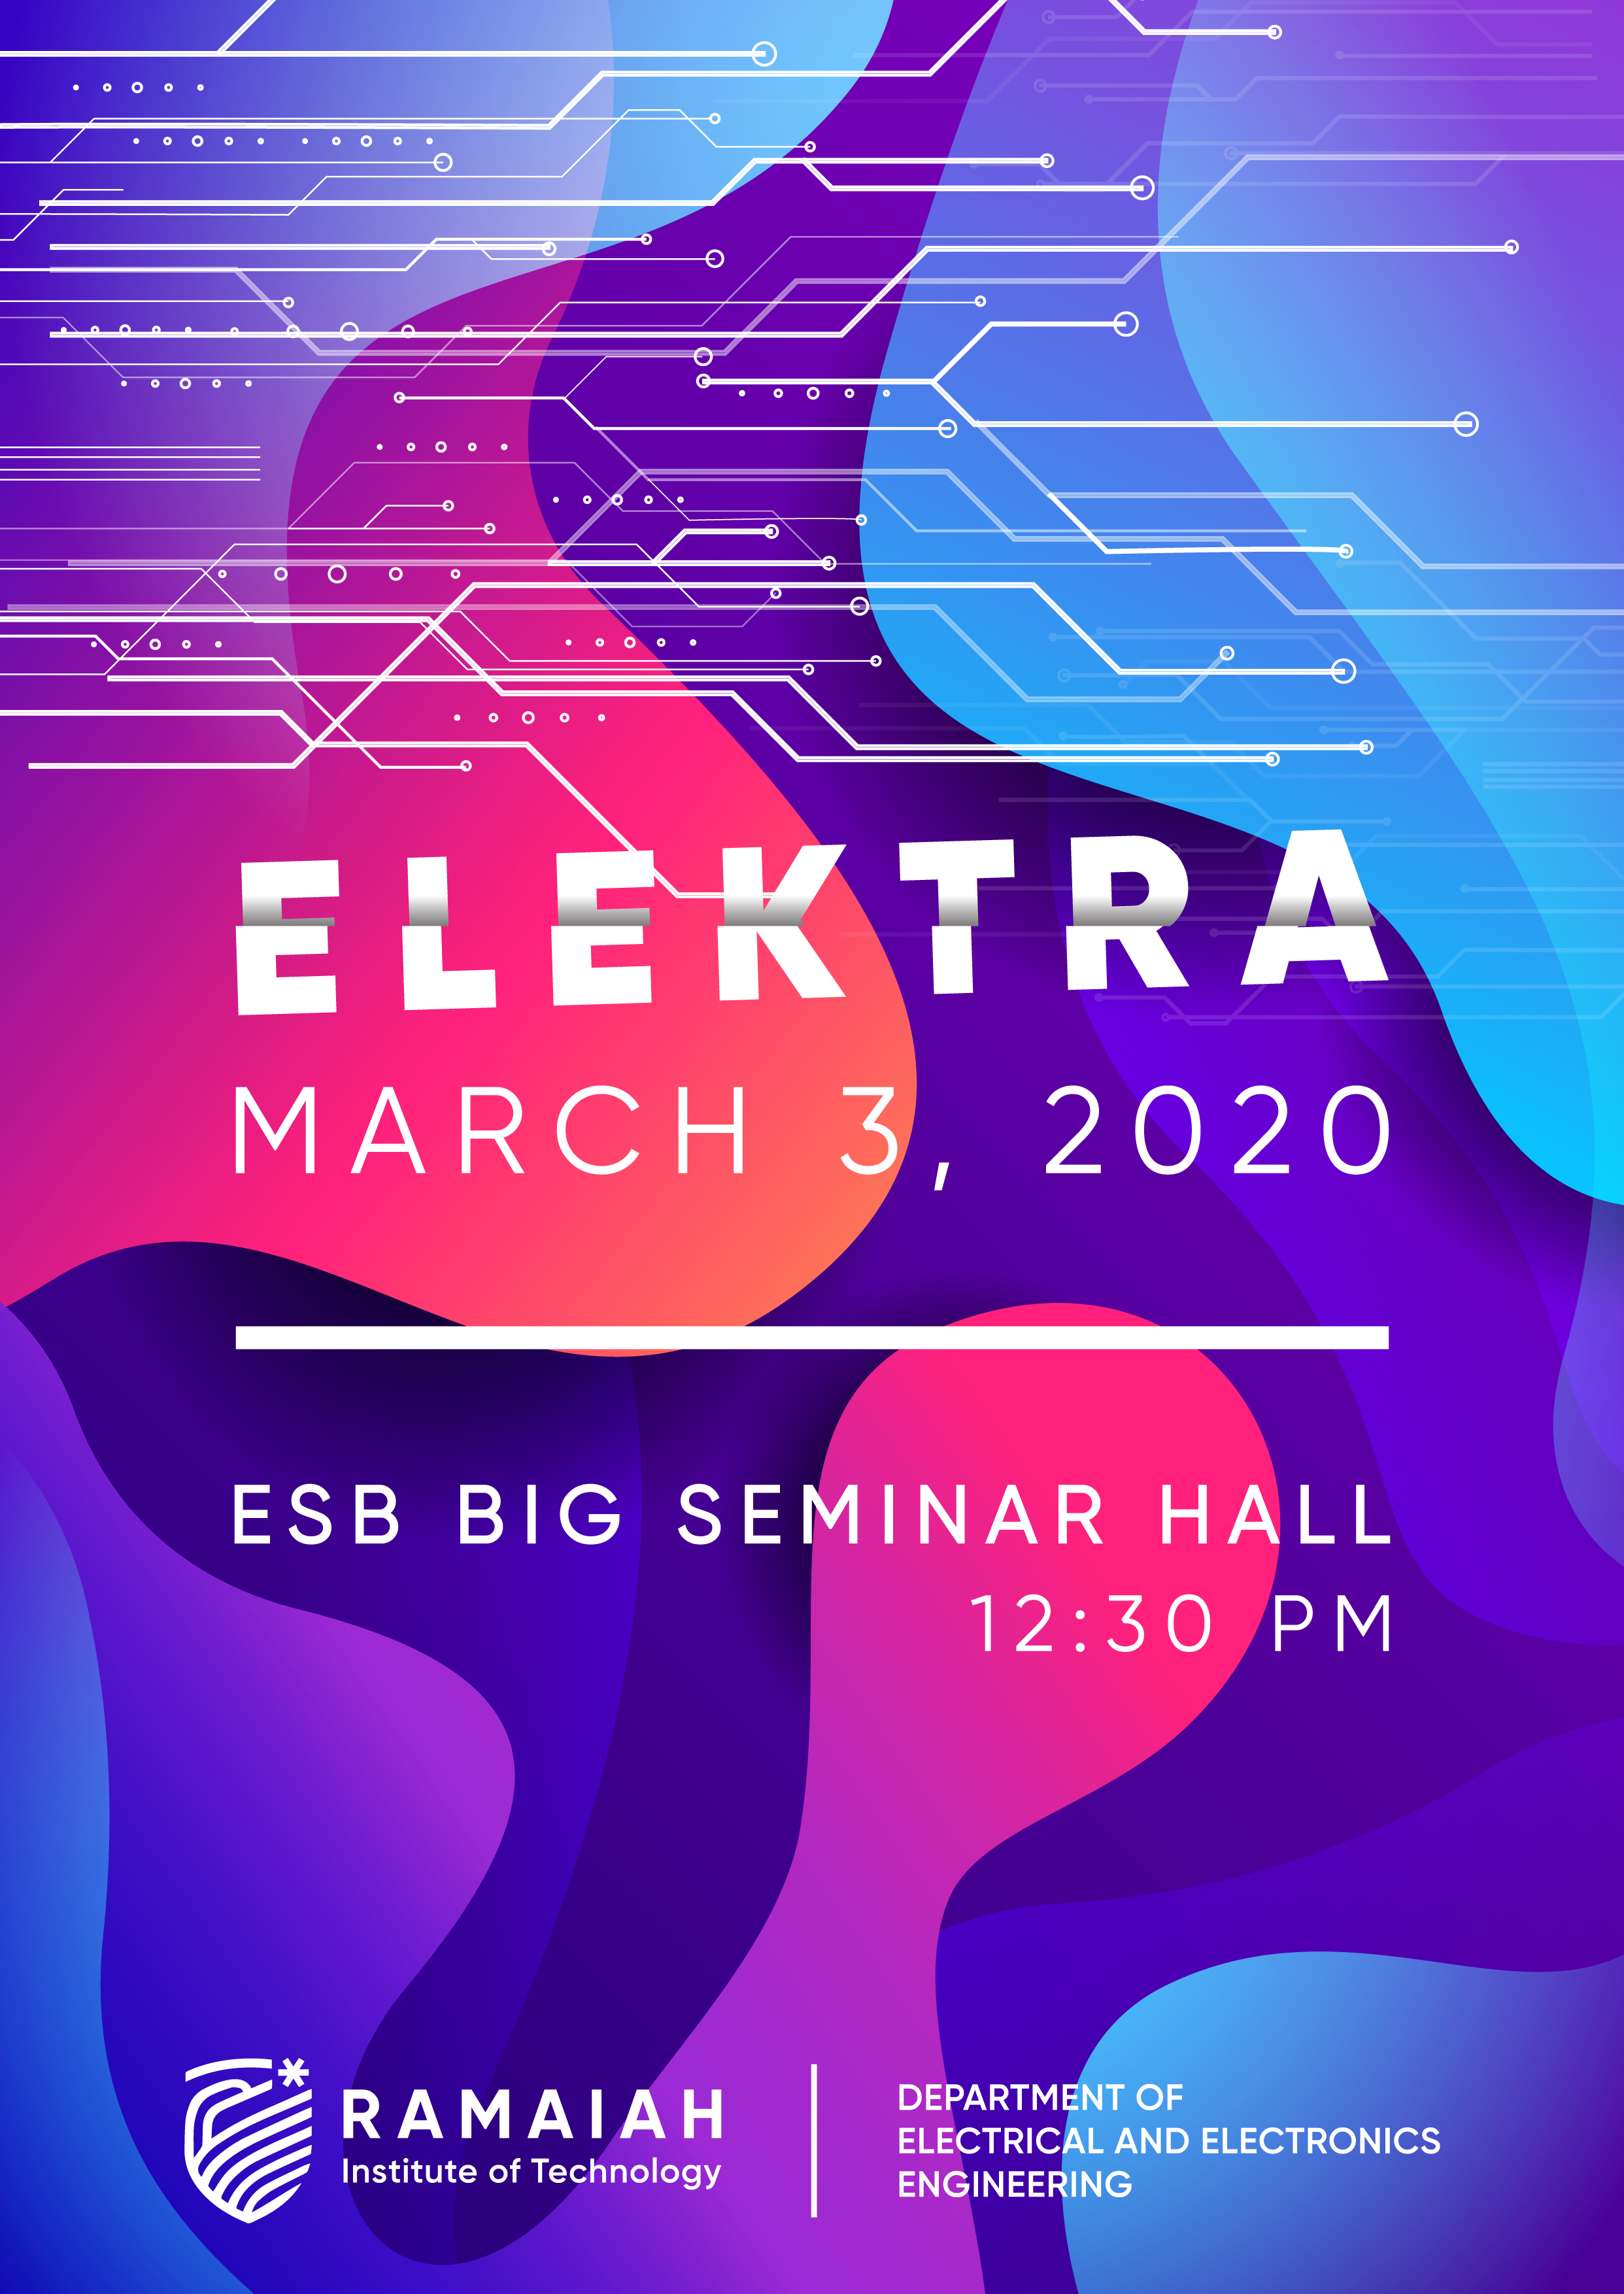 ELEKTRA
MARCH 3, 2020
ESB BIG SEMINAR HALL
12:30 PM
RAMAIAH
Institute of Technology
DEPARTMENT OF
ELECTRICAL AND ELECTRONICS
ENGINEERING